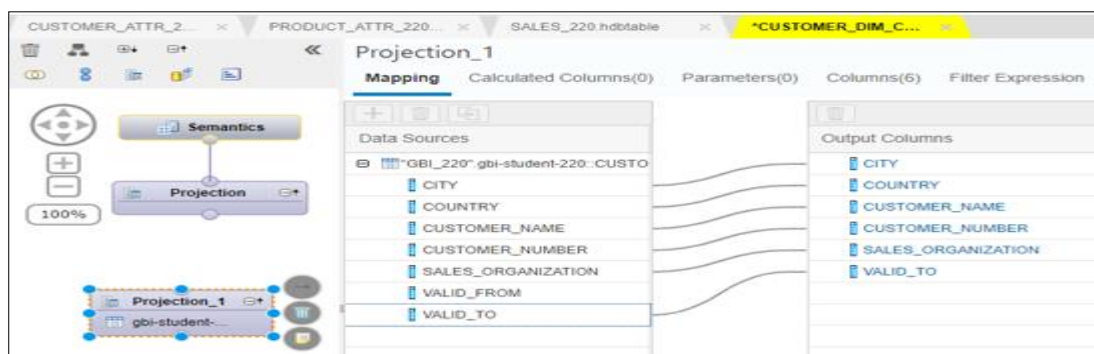 CUSTOMER_ATTR_2...
PRODUCT_ATTR_220...
SALES_220.hdbtable
*CUSTOMER_DIM_C...
Projection_1
Mapping Calculated Columns(0) Parameters(0) Columns(6) Filter Expression
Semantics
Projection
100%
Projection_1
gbi-student-...
Data Sources
"GBI_220".gbi-student-220::CUSTO
CITY
COUNTRY
CUSTOMER_NAME
CUSTOMER_NUMBER
SALES_ORGANIZATION
VALID_FROM
VALID_TO
Output Columns
CITY
COUNTRY
CUSTOMER_NAME
CUSTOMER_NUMBER
SALES_ORGANIZATION
VALID_TO